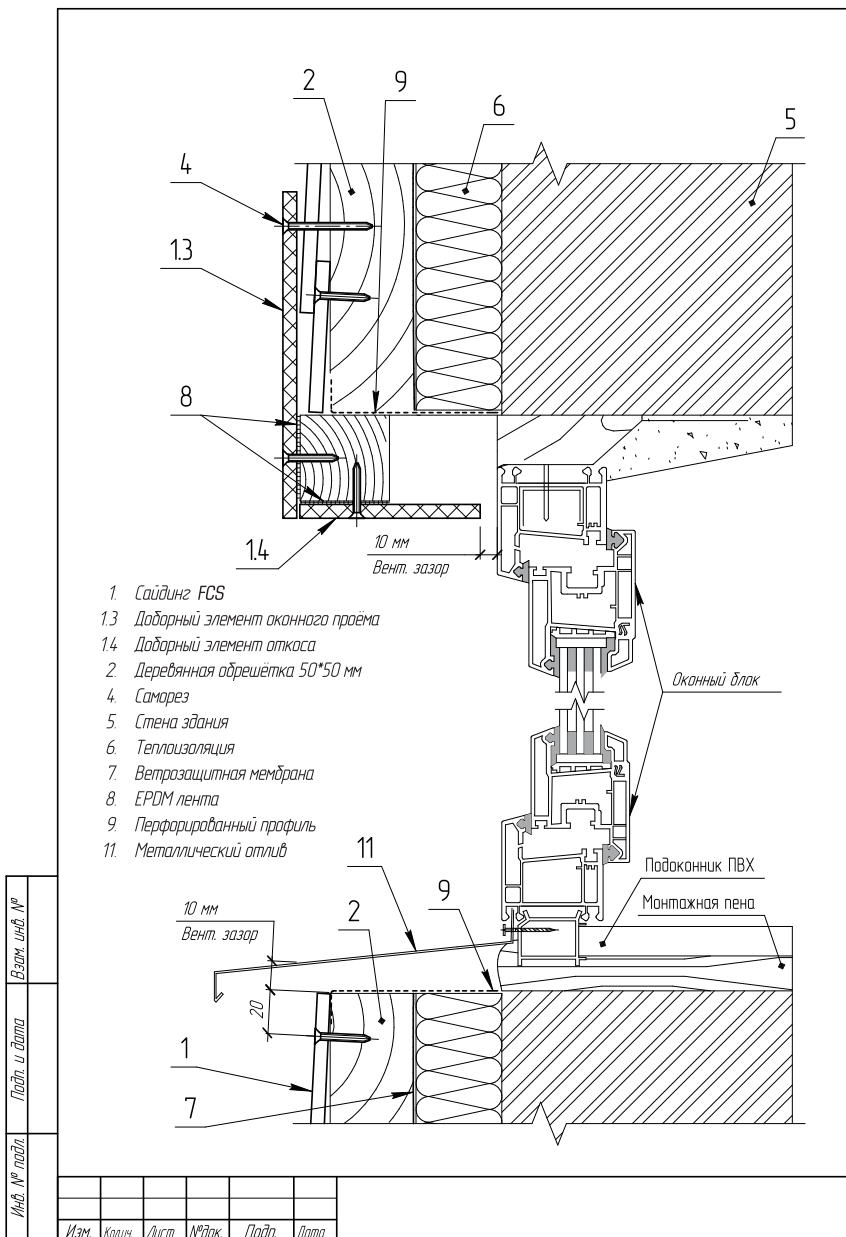 2
9
6
5
4
1.3
8
1.4
10 мм
Вент. зазор
1. Сайдинг FCS
1.3 Доборный элемент оконного проёма
1.4 Доборный элемент откоса
2. Деревянная обрешётка 50*50 мм
4. Саморез
5. Стена здания
6. Теплоизоляция
7. Ветрозащитная мембрана
8. EPDM лента
9. Перфорированный профиль
11. Металлический отлив
Оконный блок
11
Подоконник ПВХ
Монтажная пена
10 мм
Вент. зазор
2
9
20
1
7
Взам. инв. №
Подп. и дата
Инв. № подл.
Изм. Колич. Лист №док. Подп. Дата